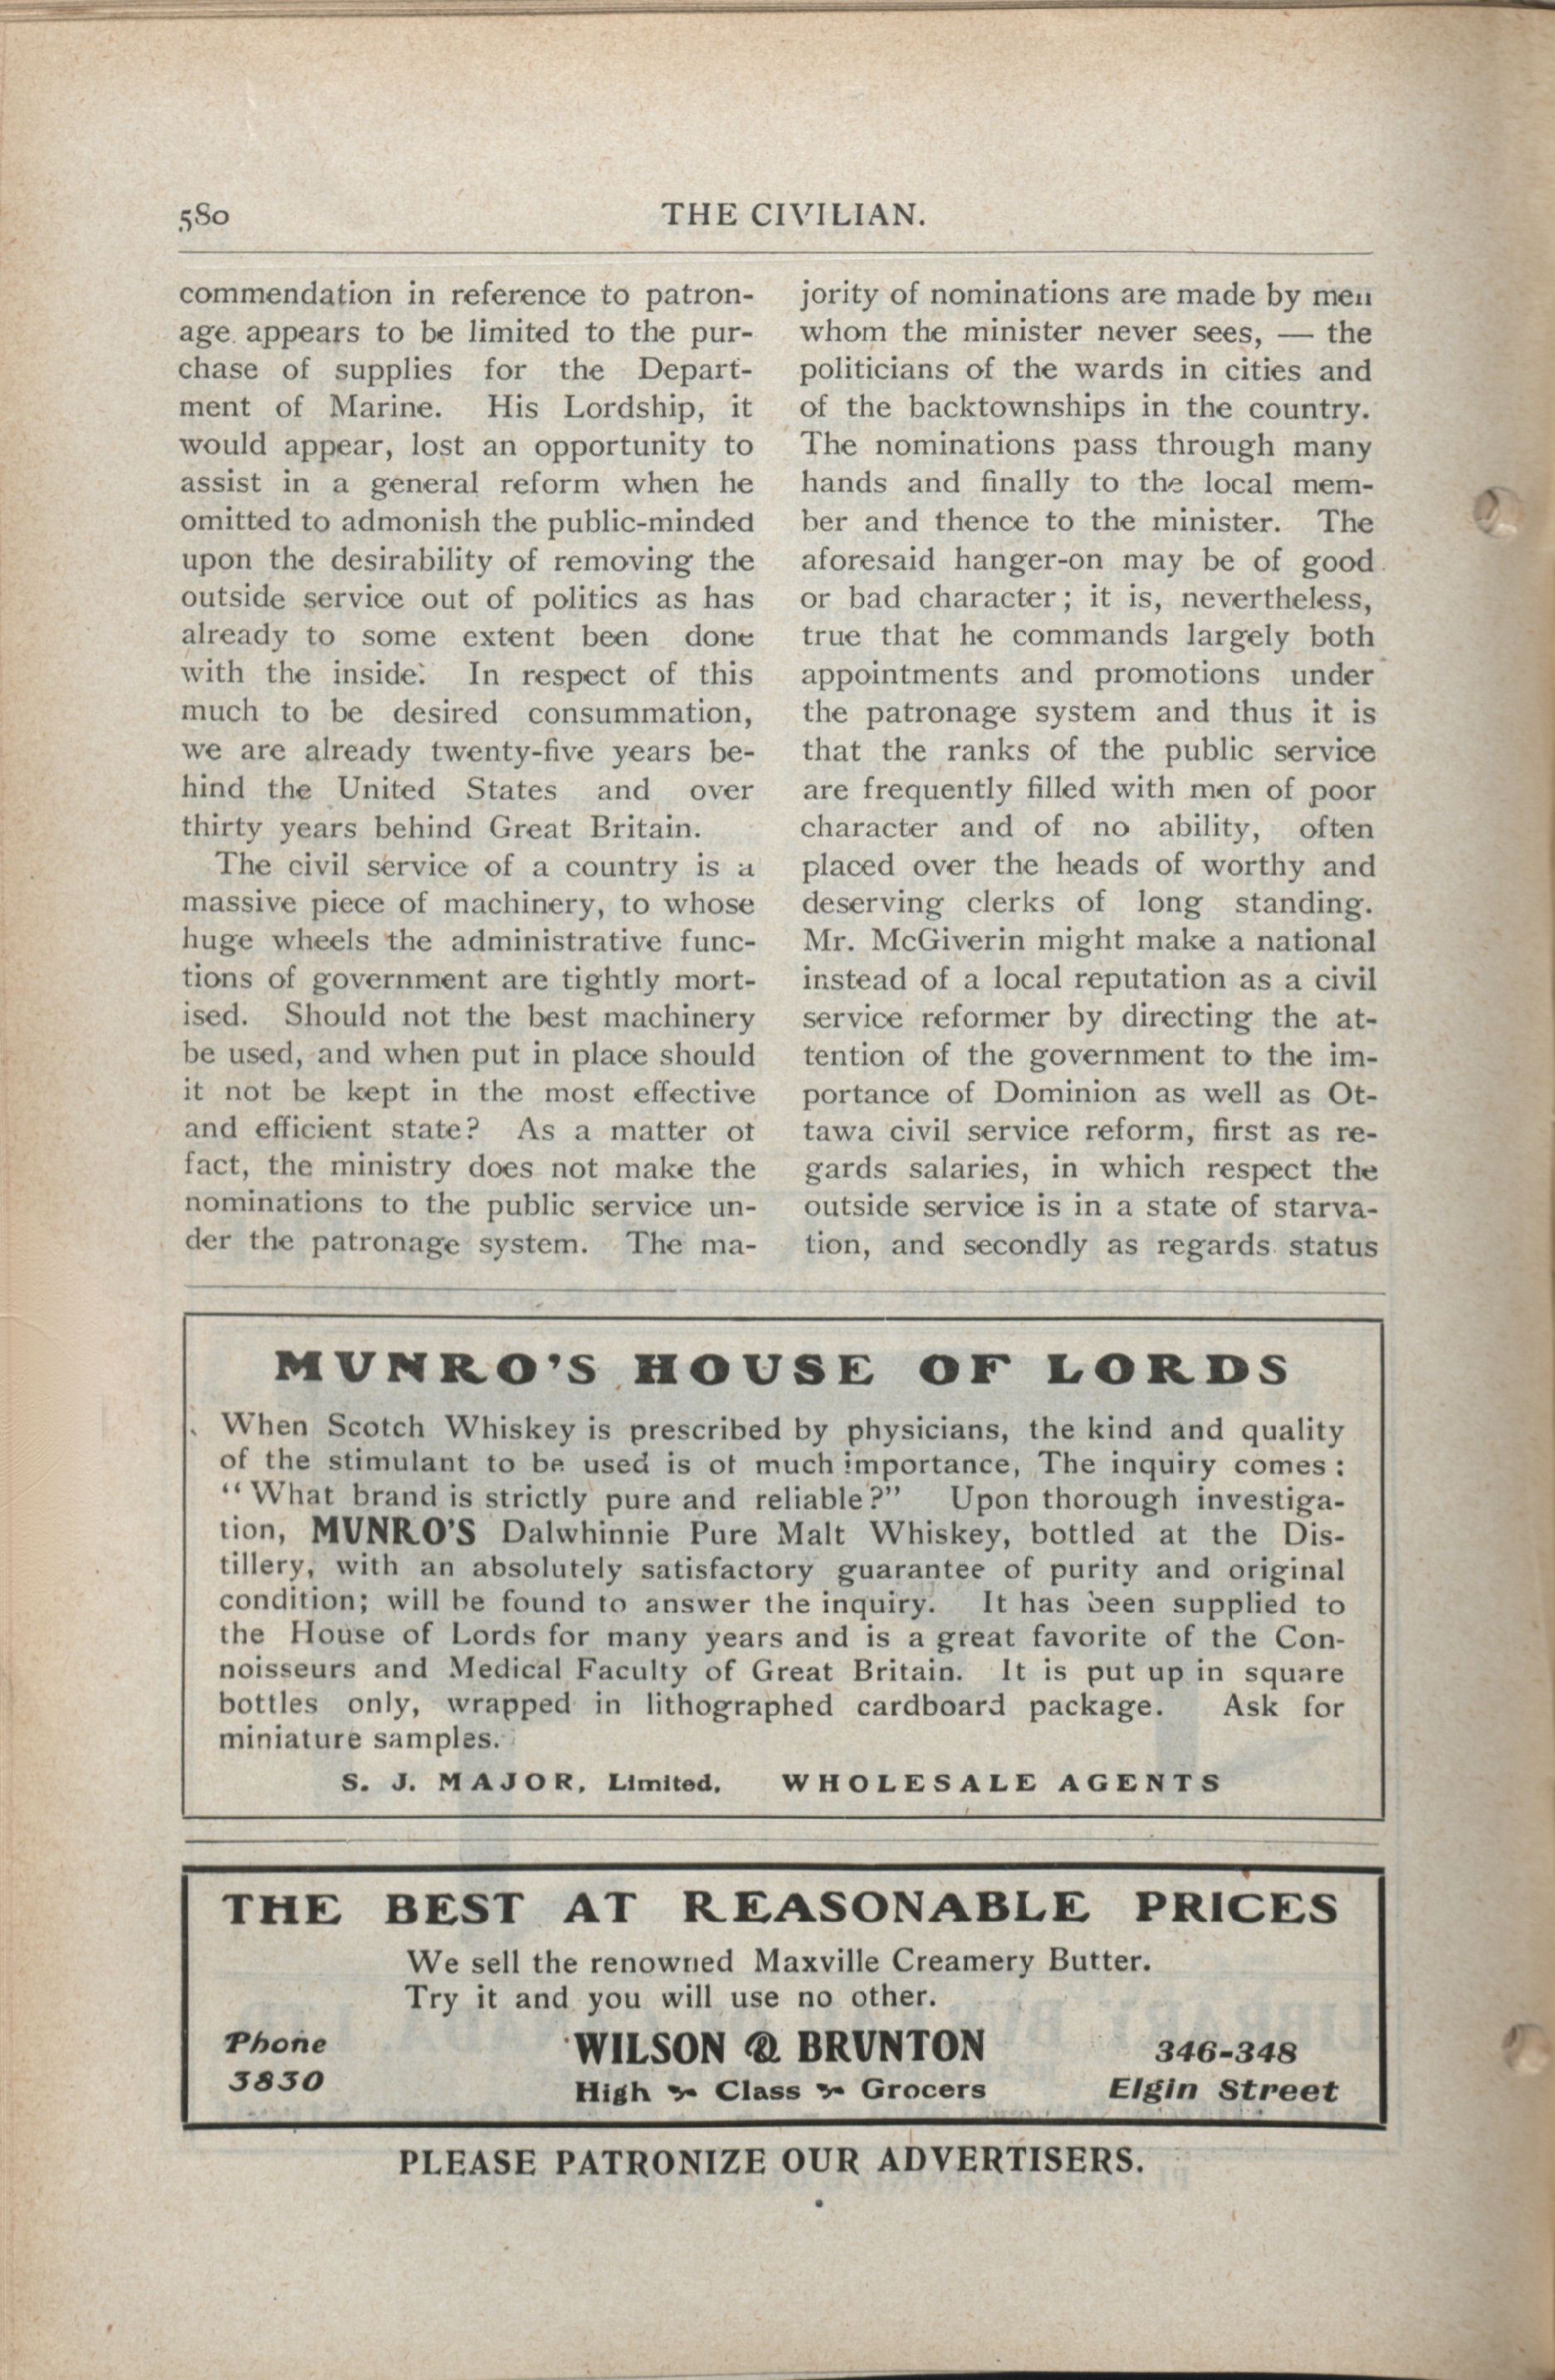 580
THE CIVILIAN.
commendation in reference to patron-
age appears to be limited to the pur-
chase of supplies for the Depart-
ment of Marine. His Lordship, it
would appear, lost an opportunity to
assist in a general reform when he
omitted to admonish the public-minded
upon the desirability of removing the
outside service out of politics as has
already to some extent been done
with the inside. In respect of this
much to be desired consummation,
we are already twenty-five years be-
hind the United States and over
thirty years behind Great Britain.
The civil service of a country is a
massive piece of machinery, to whose
huge wheels the administrative func-
tions of government are tightly mort-
ised. Should not the best machinery
be used, and when put in place should
it not be kept in the most effective
and efficient state? As a matter of
fact, the ministry does not make the
nominations to the public service un-
der the patronage system. The ma-
jority of nominations are made by men
whom the minister never sees, — the
politicians of the wards in cities and
of the backtownships in the country.
The nominations pass through many
hands and finally to the local mem-
ber and thence to the minister. The
aforesaid hanger-on may be of good
or bad character; it is, nevertheless,
true that he commands largely both
appointments and promotions under
the patronage system and thus it is
that the ranks of the public service
are frequently filled with men of poor
character and of no ability, often
placed over the heads of worthy and
deserving clerks of long standing.
Mr. McGiverin might make a national
instead of a local reputation as a civil
service reformer by directing the at-
tention of the government to the im-
portance of Dominion as well as Ot-
tawa civil service reform, first as re-
gards salaries, in which respect the
outside service is in a state of starva-
tion, and secondly as regards status
MUNRO'S HOUSE OF LORDS
When Scotch Whiskey is prescribed by physicians, the kind and quality
of the stimulant to be used is of much importance, The inquiry comes:
"What brand is strictly pure and reliable?" Upon thorough investiga-
tion, MUNRO'S Dalwhinnie Pure Malt Whiskey, bottled at the Dis-
tillery, with an absolutely satisfactory guarantee of purity and original
condition; will be found to answer the inquiry. It has been supplied to
the House of Lords for many years and is a great favorite of the Con-
noisseurs and Medical Faculty of Great Britain. It is put up in square
bottles only, wrapped in lithographed cardboard package. Ask for
miniature samples.
S. J. MAJOR, Limited, WHOLESALE AGENTS
THE BEST AT REASONABLE PRICES
We sell the renowned Maxville Creamery Butter.
Try it and you will use no other.
Phone
3830
WILSON & BRUNTON
High Class Grocers
346-348
Elgin Street
PLEASE PATRONIZE OUR ADVERTISERS.